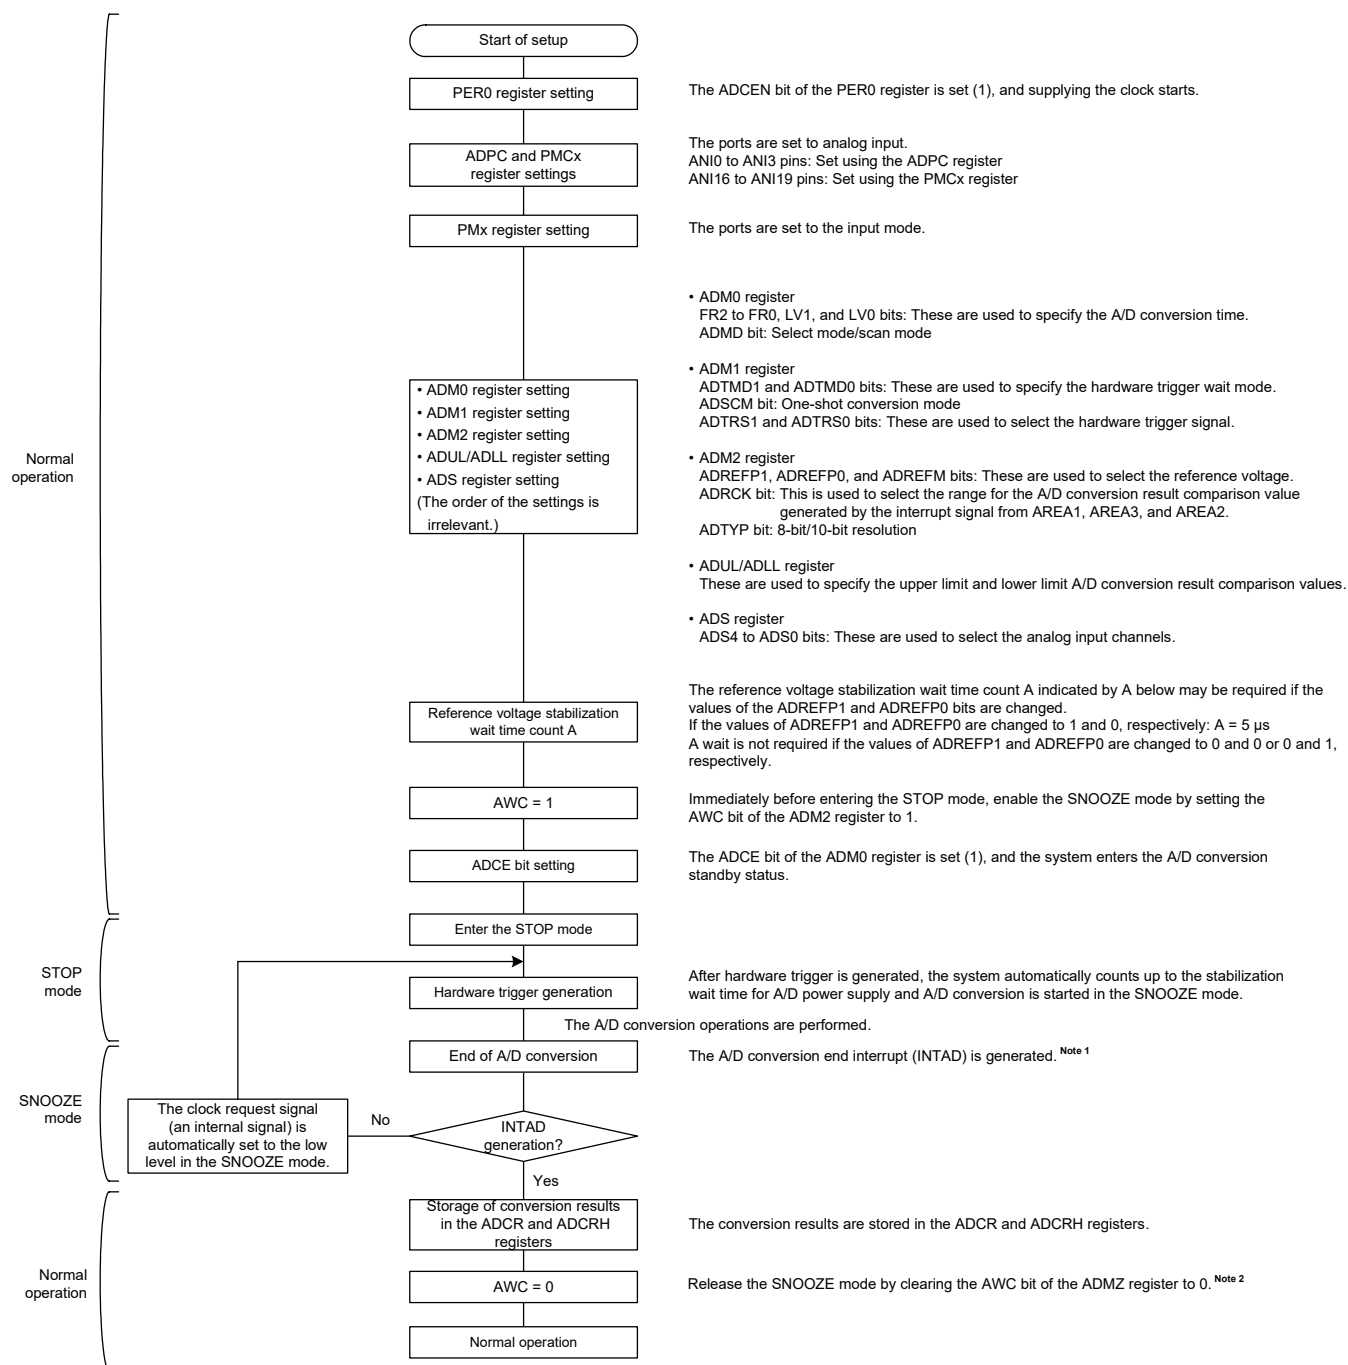 Start of setup
PER0 register setting
The ADCEN bit of the PER0 register is set (1), and supplying the clock starts.
ADPC and PMCx
register settings
The ports are set to analog input.
ANI0 to ANI3 pins: Set using the ADPC register
ANI16 to ANI19 pins: Set using the PMCx register
PMx register setting
The ports are set to the input mode.
Normal
operation
• ADM0 register setting
• ADM1 register setting
• ADM2 register setting
• ADUL/ADLL register setting
• ADS register setting
(The order of the settings is
irrelevant.)
• ADM0 register
FR2 to FR0, LV1, and LV0 bits: These are used to specify the A/D conversion time.
ADMD bit: Select mode/scan mode
• ADM1 register
ADTMD1 and ADTMD0 bits: These are used to specify the hardware trigger wait mode.
ADSCM bit: One-shot conversion mode
ADTRS1 and ADTRS0 bits: These are used to select the hardware trigger signal.
• ADM2 register
ADREFP1, ADREFP0, and ADREFM bits: These are used to select the reference voltage.
ADRCK bit: This is used to select the range for the A/D conversion result comparison value
generated by the interrupt signal from AREA1, AREA3, and AREA2.
ADTYP bit: 8-bit/10-bit resolution
• ADUL/ADLL register
These are used to specify the upper limit and lower limit A/D conversion result comparison values.
• ADS register
ADS4 to ADS0 bits: These are used to select the analog input channels.
Reference voltage stabilization
wait time count A
The reference voltage stabilization wait time count A indicated by A below may be required if the
values of the ADREFP1 and ADREFP0 bits are changed.
If the values of ADREFP1 and ADREFP0 are changed to 1 and 0, respectively: A = 5 µs
A wait is not required if the values of ADREFP1 and ADREFP0 are changed to 0 and 0 or 0 and 1,
respectively.
AWC = 1
Immediately before entering the STOP mode, enable the SNOOZE mode by setting the
AWC bit of the ADM2 register to 1.
ADCE bit setting
The ADCE bit of the ADM0 register is set (1), and the system enters the A/D conversion
standby status.
Enter the STOP mode
STOP
mode
Hardware trigger generation
After hardware trigger is generated, the system automatically counts up to the stabilization
wait time for A/D power supply and A/D conversion is started in the SNOOZE mode.
The A/D conversion operations are performed.
End of A/D conversion
The A/D conversion end interrupt (INTAD) is generated. Note 1
SNOOZE
mode
The clock request signal
(an internal signal) is
automatically set to the low
level in the SNOOZE mode.
No
INTAD
generation?
Yes
Storage of conversion results
in the ADCR and ADCRH
registers
The conversion results are stored in the ADCR and ADCRH registers.
Normal
operation
AWC = 0
Release the SNOOZE mode by clearing the AWC bit of the ADMZ register to 0. Note 2
Normal operation